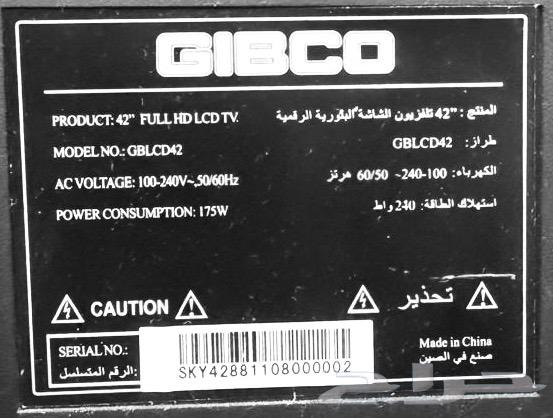 GIBCO
PRODUCT: 42” FULL HD LCD TV
المنتج: ”42 تلفزيون الشاشة البلورية الرقمية
MODEL NO.: GBLCD42
طراز: GBLCD42
AC VOLTAGE: 100-240V~,50/60Hz
الكهرباء: 100-240~ 60/50 هرتز
POWER CONSUMPTION: 175W
استهلاك الطاقة: 240 واط
CAUTION
تحذير
SERIAL NO.:
الرقم المتسلسل:
SKY42881108000002
Made in China
صنع في الصين
حراج